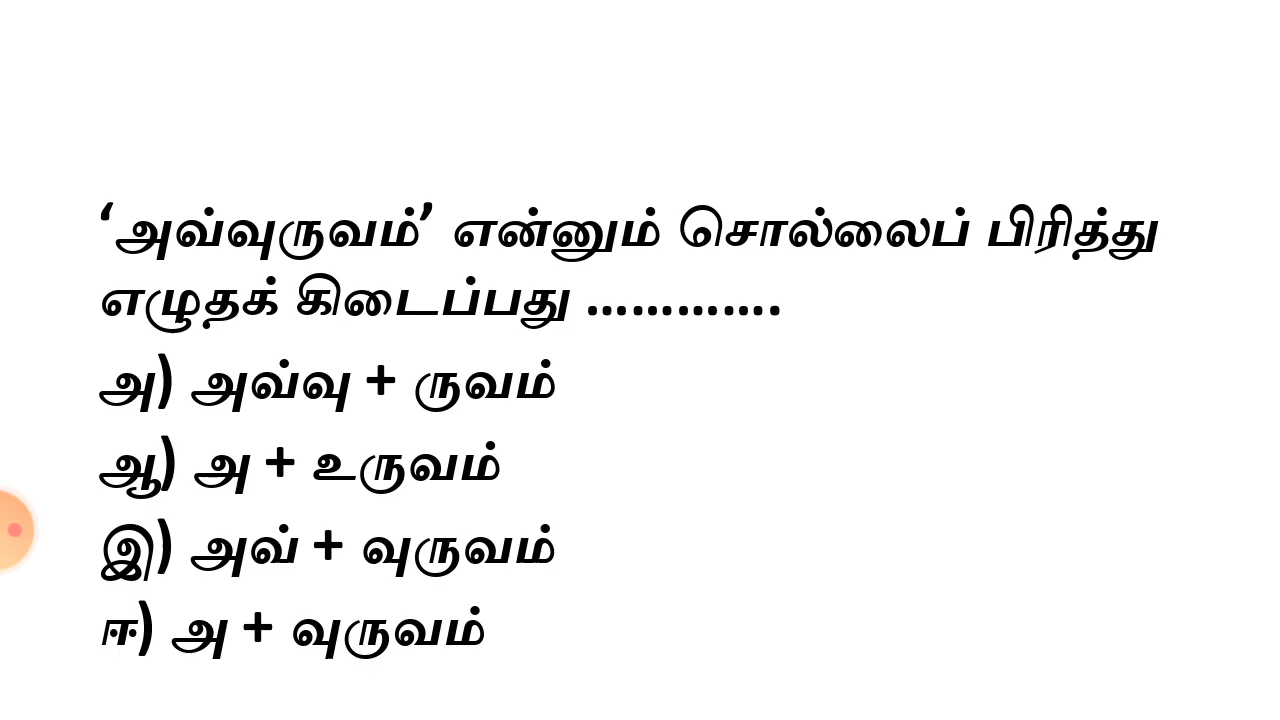 ‘அவ்வுருவம்’ என்னும் சொல்லைப் பிரித்து
எழுதக் கிடைப்பது ………….
அ) அவ்வு + ருவம்
ஆ) அ + உருவம்
இ) அவ் + வுருவம்
ஈ) அ + வுருவம்